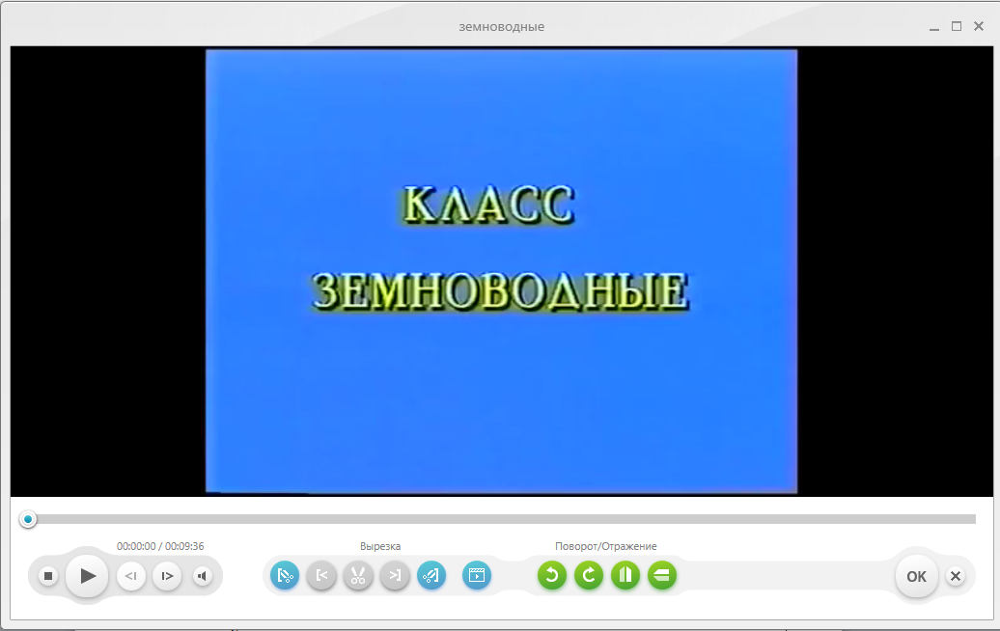 земноводные
КЛАСС
ЗЕМНОВОДНЫЕ
00:00:00 / 00:09:36
Вырезка
Поворот/Отражение
OK